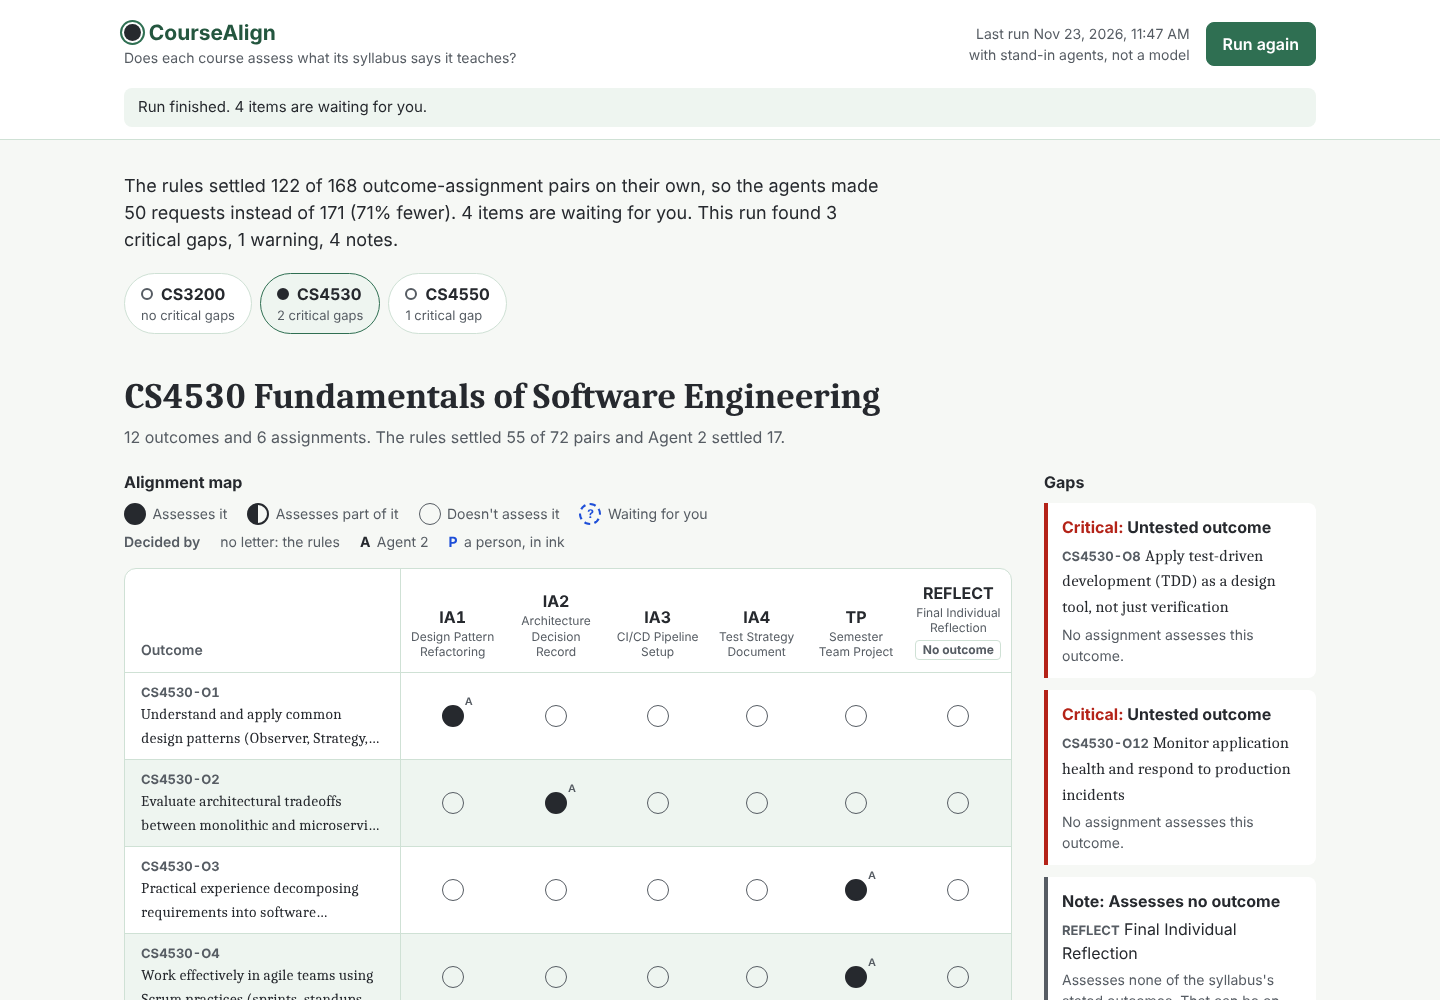 CourseAlign
Does each course assess what its syllabus says it teaches?
Last run Nov 23, 2026, 11:47 AM
with stand-in agents, not a model
Run again
Run finished. 4 items are waiting for you.
The rules settled 122 of 168 outcome-assignment pairs on their own, so the agents made
50 requests instead of 171 (71% fewer). 4 items are waiting for you. This run found 3
critical gaps, 1 warning, 4 notes.
CS3200
no critical gaps
CS4530
2 critical gaps
CS4550
1 critical gap
CS4530 Fundamentals of Software Engineering
12 outcomes and 6 assignments. The rules settled 55 of 72 pairs and Agent 2 settled 17.
Alignment map
Assesses it
Assesses part of it
Doesn't assess it
? Waiting for you
Decided by no letter: the rules A Agent 2 P a person, in ink
Outcome
IA1
Design Pattern
Refactoring
IA2
Architecture
Decision
Record
IA3
CI/CD Pipeline
Setup
IA4
Test Strategy
Document
TP
Semester
Team Project
REFLECT
Final Individual
Reflection
No outcome
CS4530-O1
Understand and apply common
design patterns (Observer, Strategy,...
A
CS4530-O2
Evaluate architectural tradeoffs
between monolithic and microservi...
A
CS4530-O3
Practical experience decomposing
requirements into software...
A
CS4530-O4
Work effectively in agile teams using
Scrum practices (sprints, standups,
A
Gaps
Critical: Untested outcome
CS4530-O8 Apply test-driven
development (TDD) as a design
tool, not just verification
No assignment assesses this
outcome.
Critical: Untested outcome
CS4530-O12 Monitor application
health and respond to production
incidents
No assignment assesses this
outcome.
Note: Assesses no outcome
REFLECT Final Individual
Reflection
Assesses none of the syllabus's
stated outcomes. That can be on